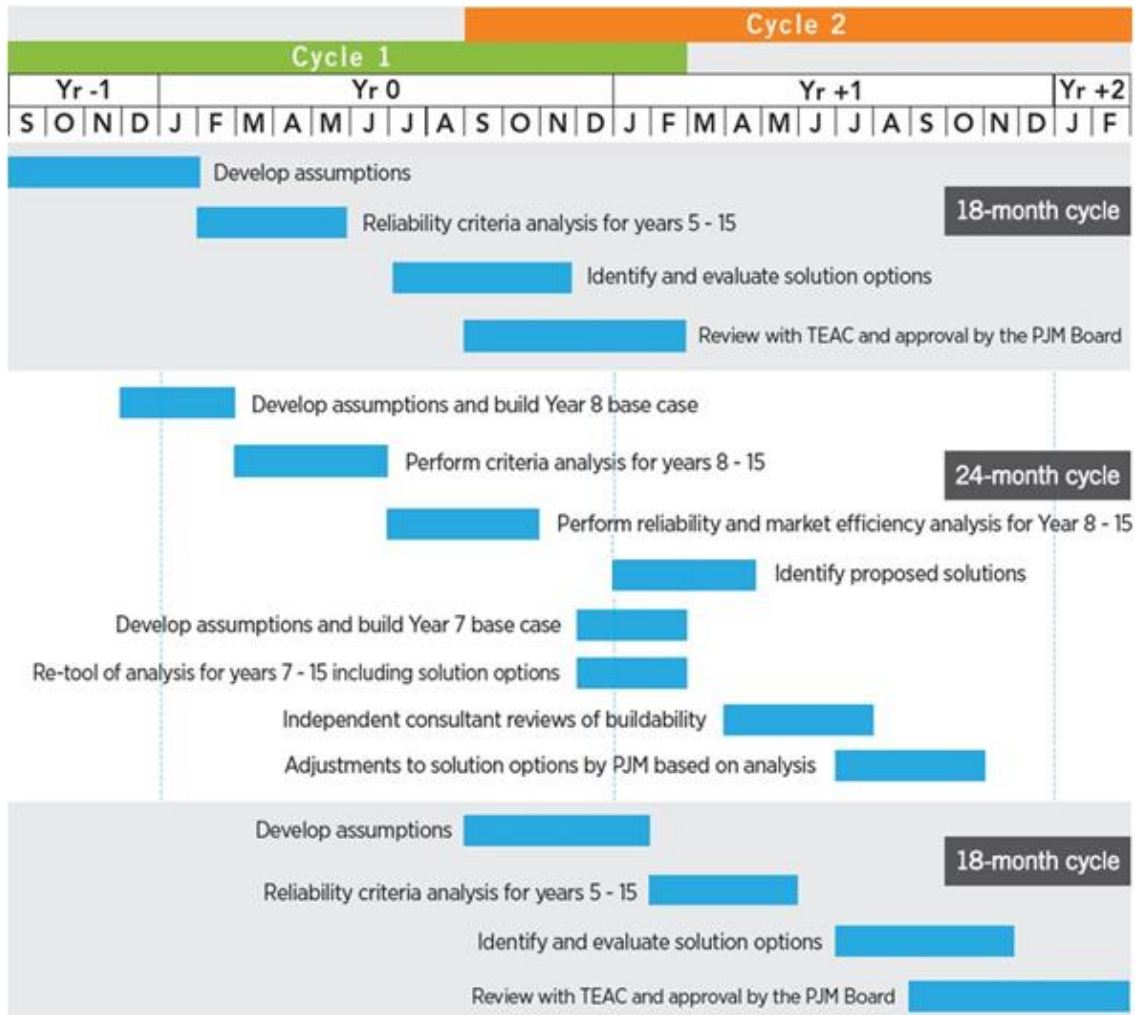 Cycle 2
Cycle 1
Yr -1 Yr 0 Yr +1 Yr +2
S O N D J F M A M J J A S O N D J F M A M J J A S O N D J F
Develop assumptions
18-month cycle
Reliability criteria analysis for years 5 - 15
Identify and evaluate solution options
Review with TEAC and approval by the PJM Board
Develop assumptions and build Year 8 base case
Perform criteria analysis for years 8 - 15
24-month cycle
Perform reliability and market efficiency analysis for Year 8 - 15
Identify proposed solutions
Develop assumptions and build Year 7 base case
Re-tool of analysis for years 7 - 15 including solution options
Independent consultant reviews of buildability
Adjustments to solution options by PJM based on analysis
Develop assumptions
18-month cycle
Reliability criteria analysis for years 5 - 15
Identify and evaluate solution options
Review with TEAC and approval by the PJM Board